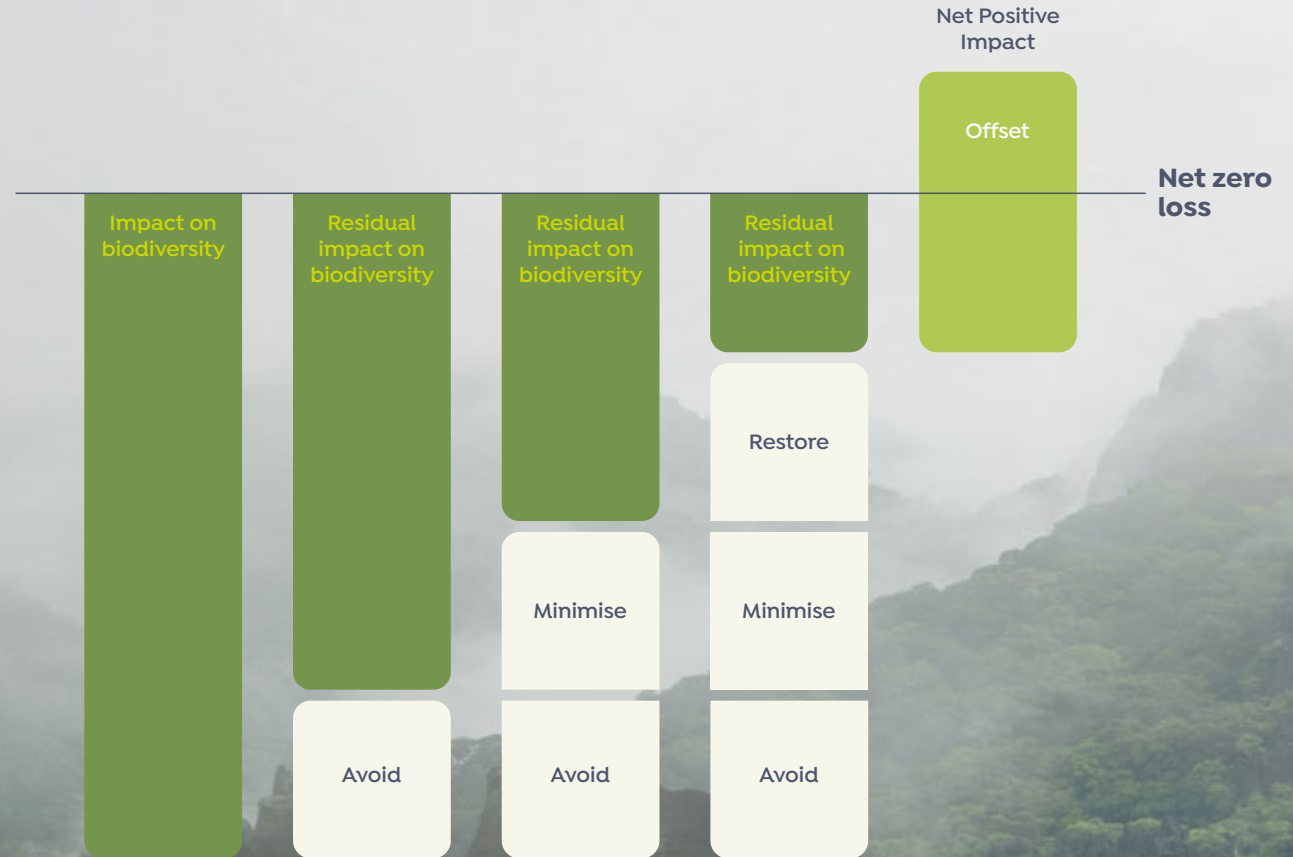 Net Positive
Impact
Offset
Net zero
loss
Impact on
biodiversity
Residual
impact on
biodiversity
Residual
impact on
biodiversity
Residual
impact on
biodiversity
Restore
Minimise
Minimise
Avoid
Avoid
Avoid